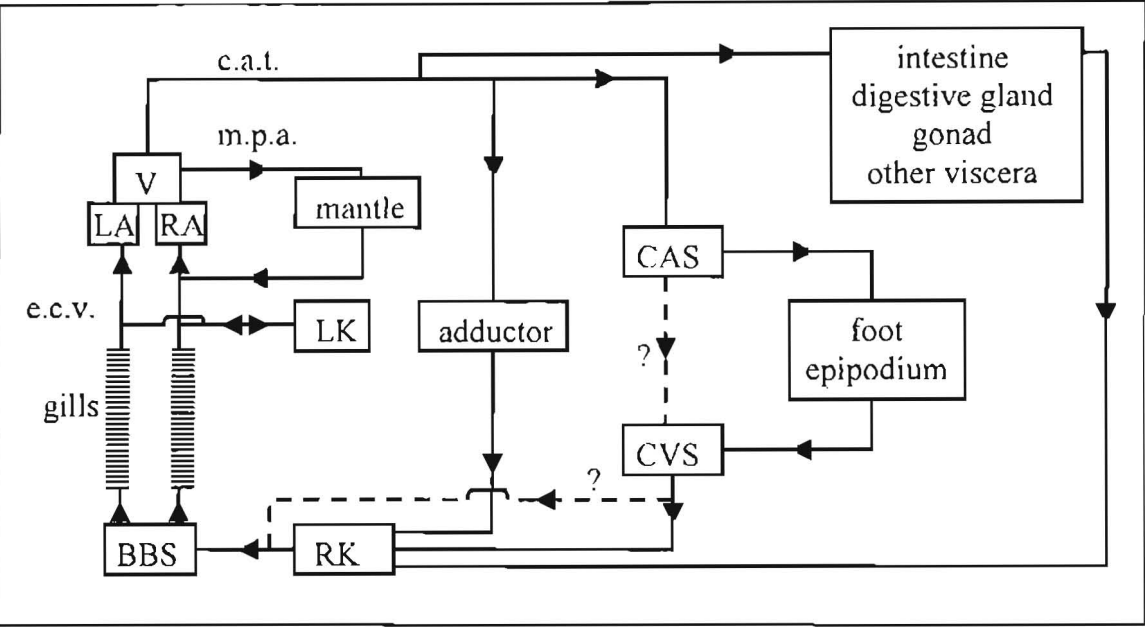 c.a.t.
intestine
digestive gland
gonad
other viscera
m.p.a.
V
mantle
LA
RA
CAS
e.c.v.
LK
adductor
foot
epipodium
?
gills
CVS
?
BBS
RK